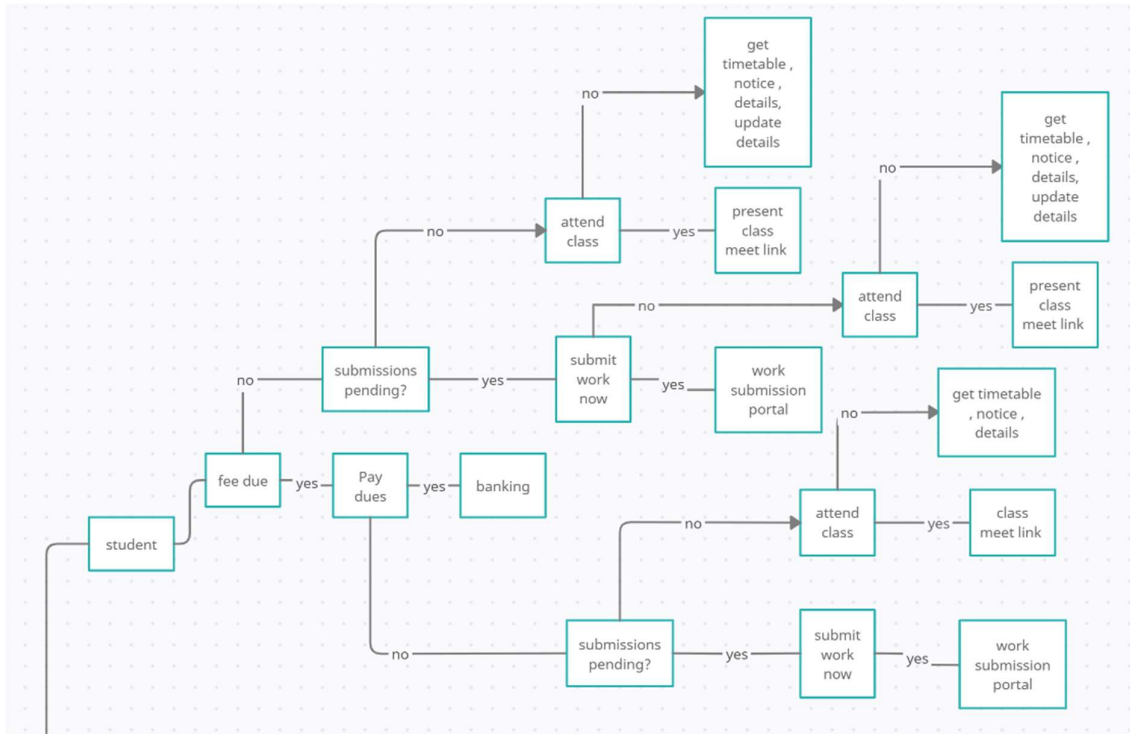 get
timetable ,
notice ,
details,
update
details
no
get
timetable ,
notice ,
details,
update
details
no
present
class
meet link
attend
class
yes
no
present
class
meet link
attend
class
yes
no
submissions
pending?
yes
submit
work
now
yes
work
submission
portal
no
get timetable
, notice ,
details
no
fee due
yes
Pay
dues
yes
banking
attend
class
yes
class
meet link
no
student
submissions
pending?
yes
submit
work
now
yes
work
submission
portal
no